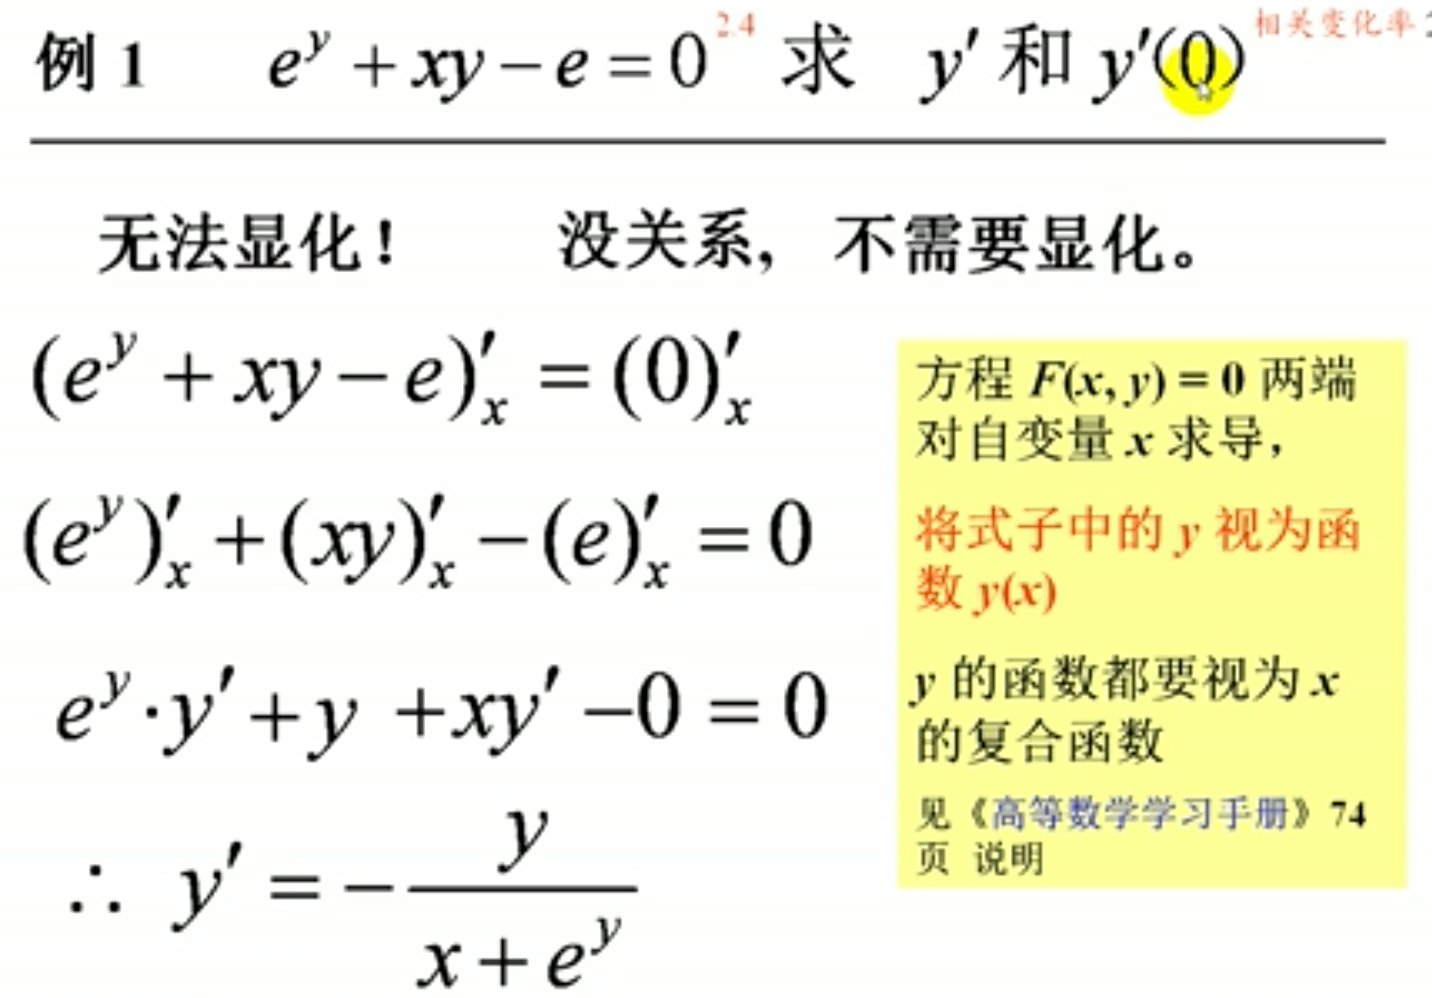 例 1 e^y + xy − e = 0 2.4 求 y′ 和 y′(0) 相关变化率
无法显化！ 没关系， 不需要显化。
(e^y + xy − e)′_x = (0)′_x
(e^y)′_x + (xy)′_x − (e)′_x = 0
e^y · y′ + y + xy′ − 0 = 0
∴ y′ = − y / (x + e^y)
方程 F(x, y) = 0 两端
对自变量 x 求导，
将式子中的 y 视为函
数 y(x)
y 的函数都要视为 x
的复合函数
见《高等数学学习手册》74
页 说明